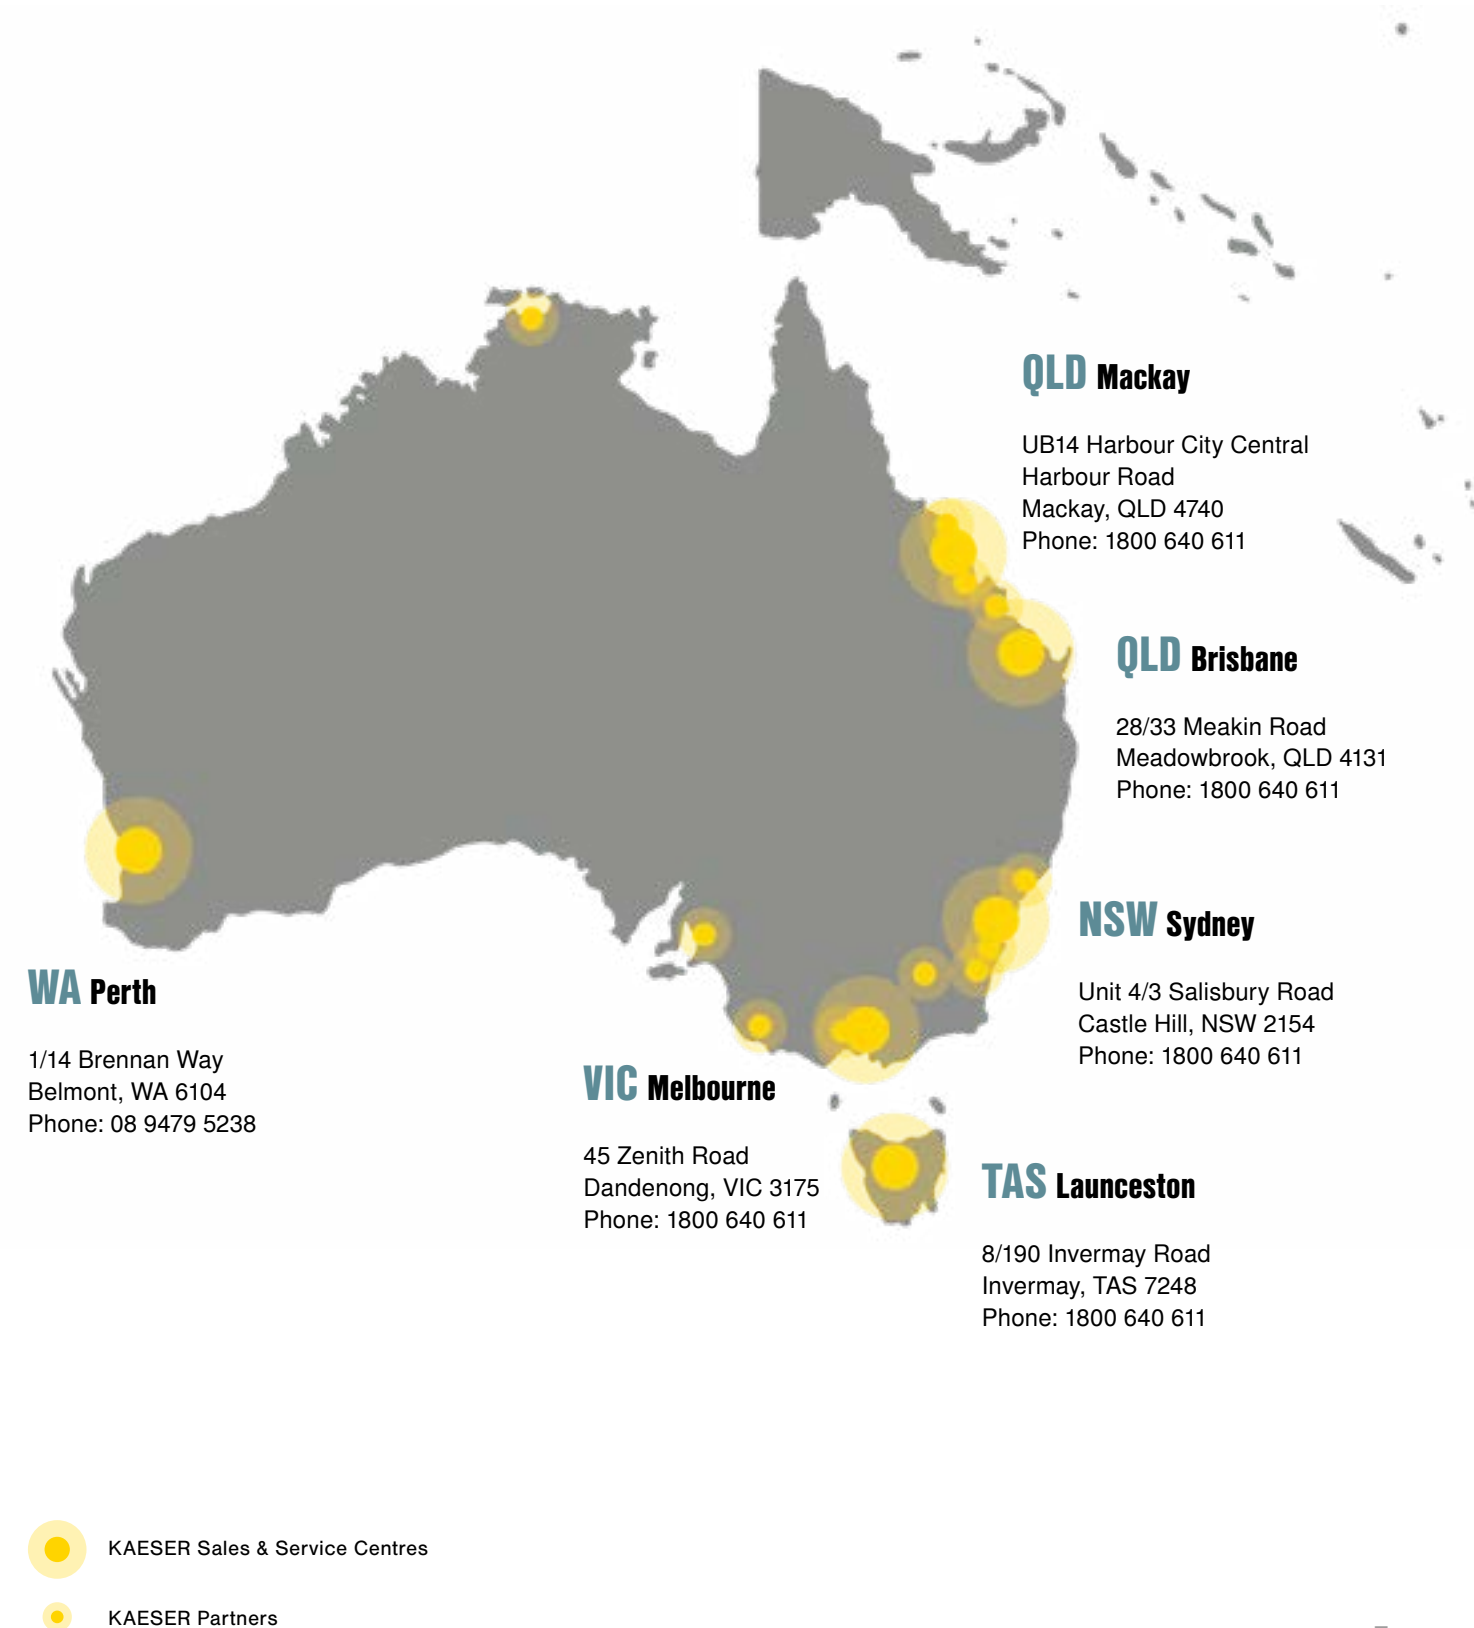 QLD Mackay
UB14 Harbour City Central
Harbour Road
Mackay, QLD 4740
Phone: 1800 640 611
QLD Brisbane
28/33 Meakin Road
Meadowbrook, QLD 4131
Phone: 1800 640 611
NSW Sydney
Unit 4/3 Salisbury Road
Castle Hill, NSW 2154
Phone: 1800 640 611
WA Perth
1/14 Brennan Way
Belmont, WA 6104
Phone: 08 9479 5238
VIC Melbourne
45 Zenith Road
Dandenong, VIC 3175
Phone: 1800 640 611
TAS Launceston
8/190 Invermay Road
Invermay, TAS 7248
Phone: 1800 640 611
KAESER Sales & Service Centres
KAESER Partners